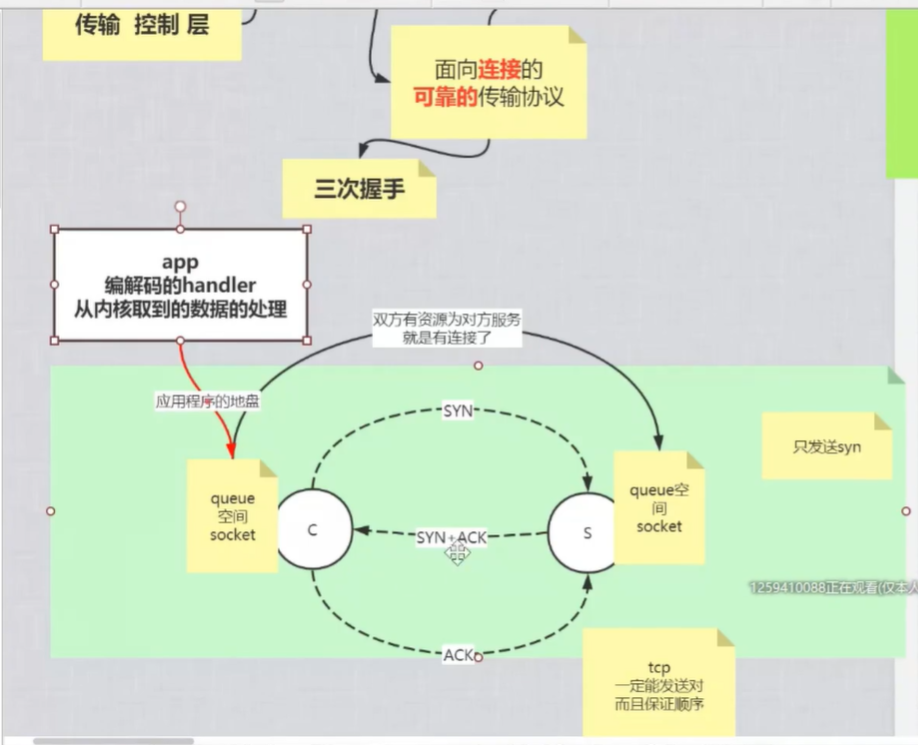 传输 控制 层
面向连接的
可靠的传输协议
三次握手
app
编解码的handler
从内核取到的数据的处理
双方有资源为对方服务
就是有连接了
应用程序的地盘
SYN
只发送syn
queue
空间
socket
C
SYN+ACK
S
queue空
间
socket
1259410088正在观看(仅本人
ACK
tcp
一定能发送对
而且保证顺序